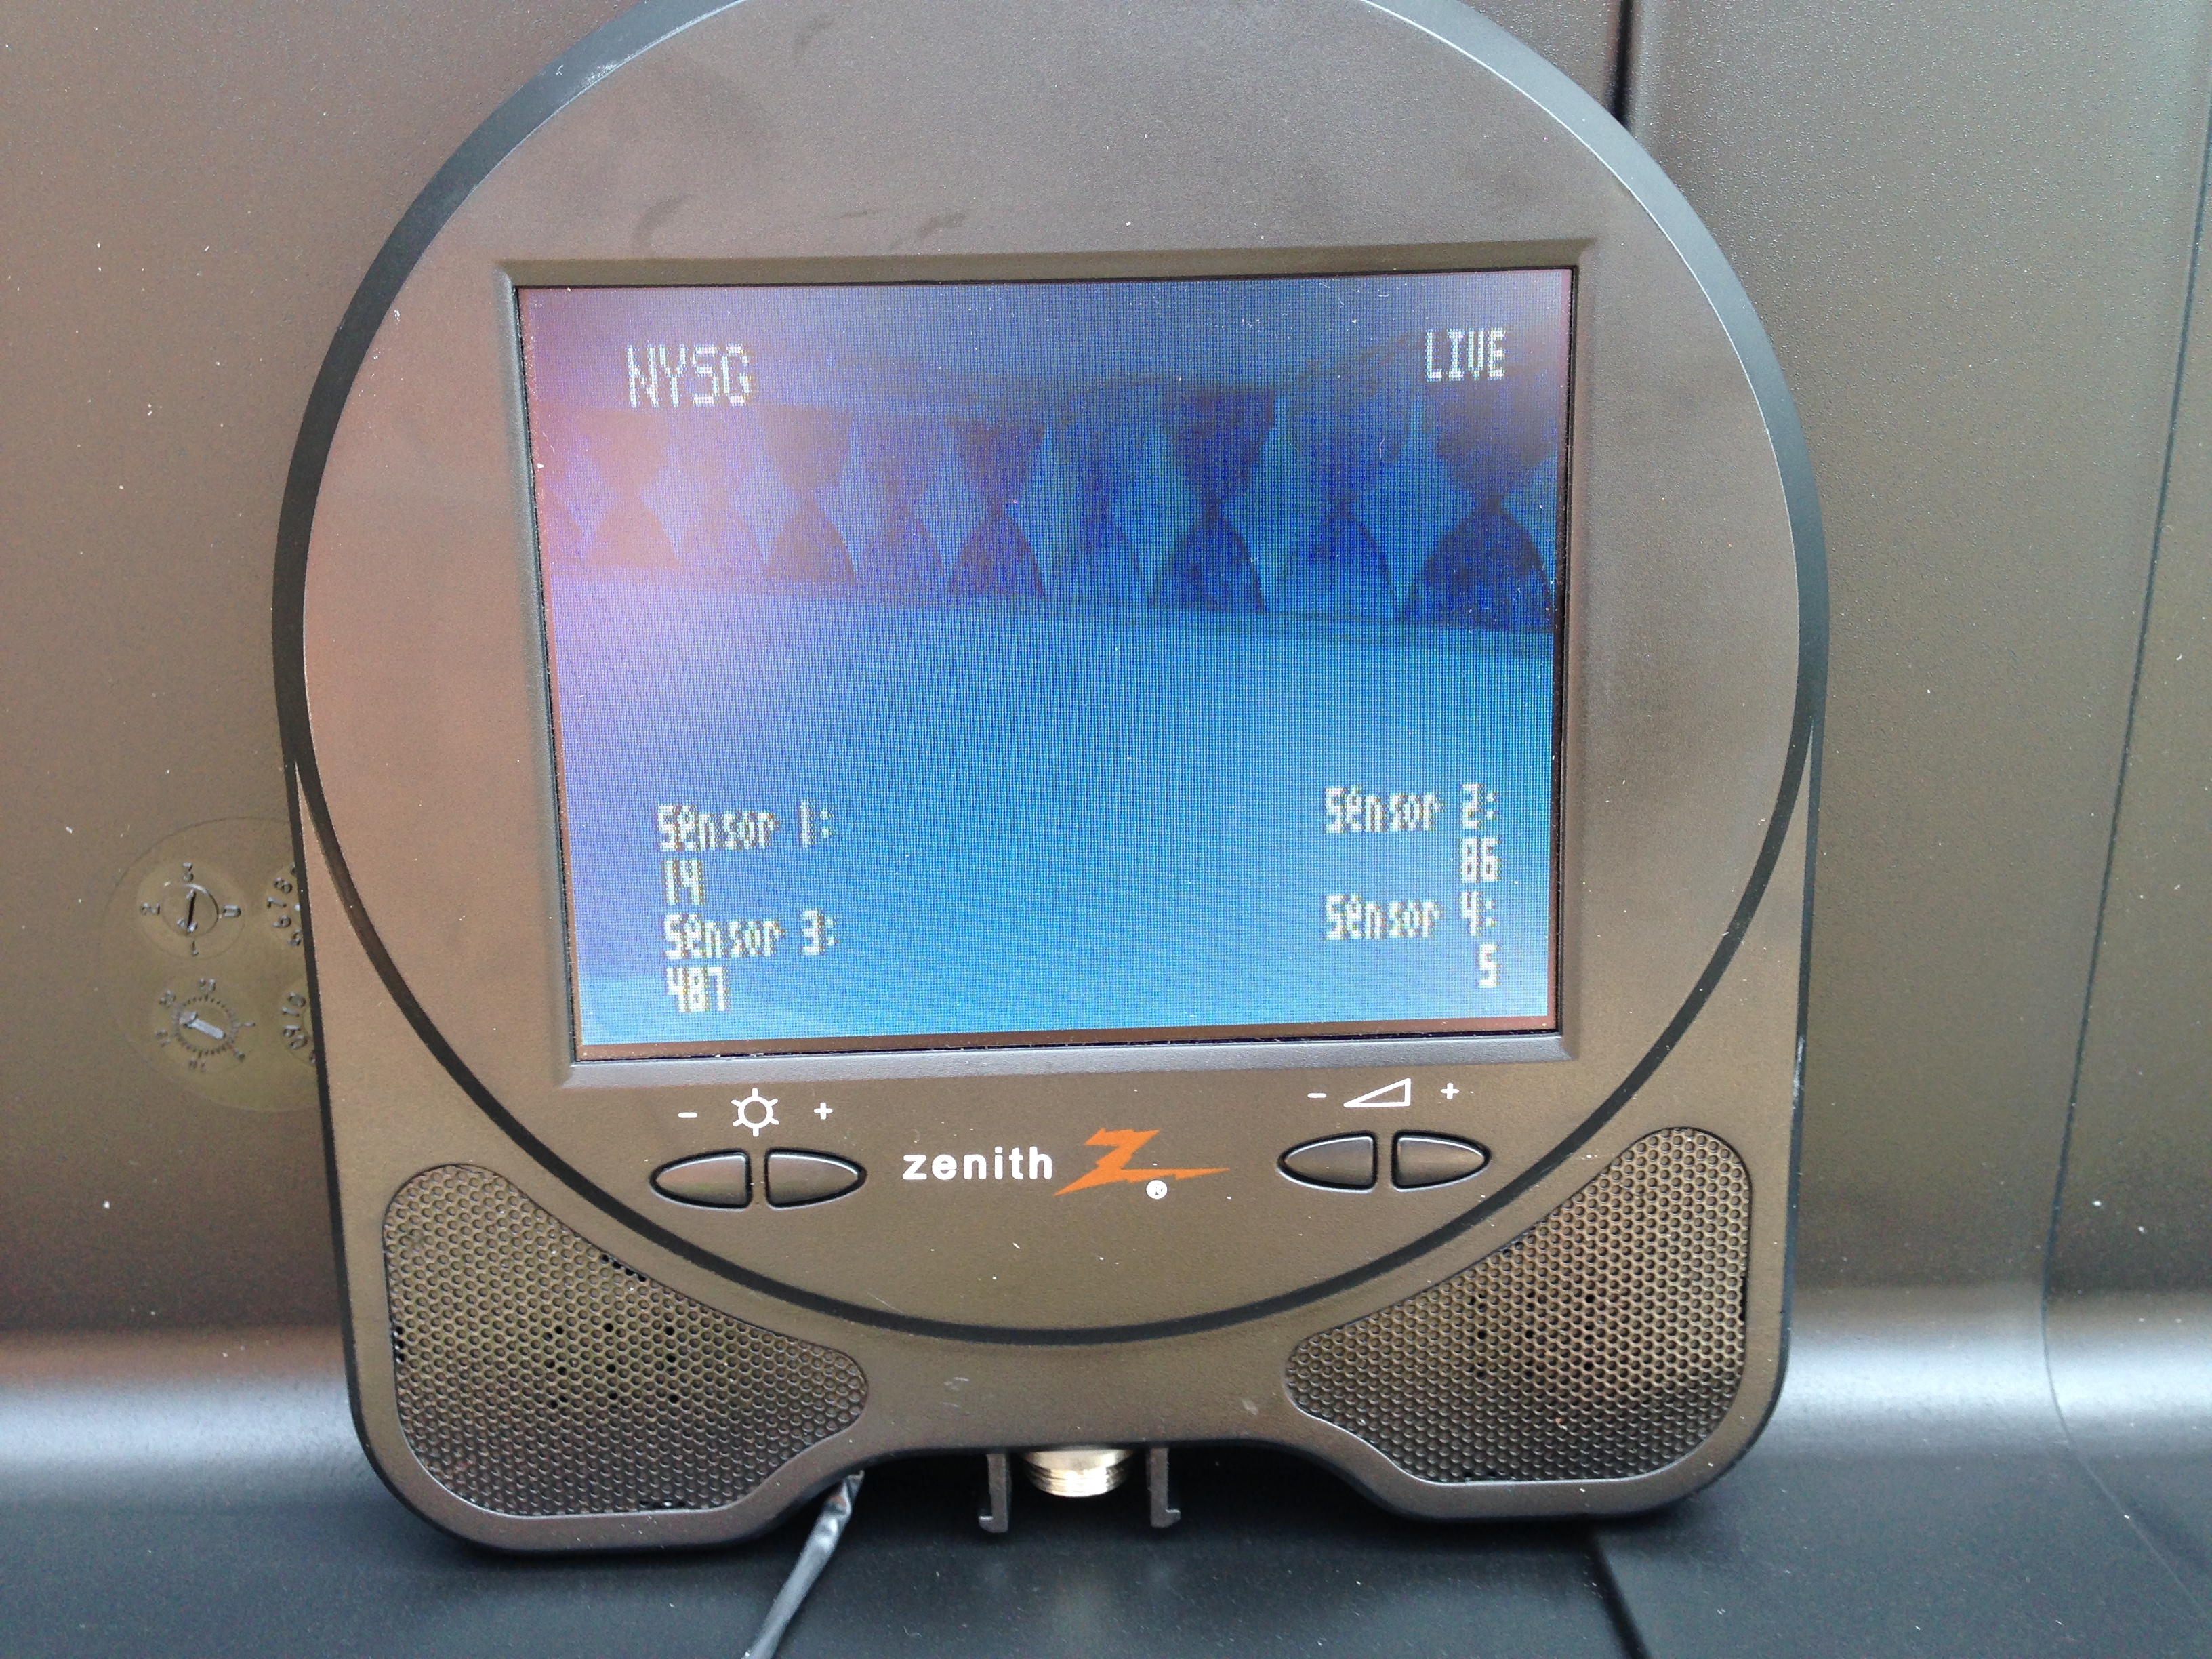 NYSG
LIVE
Sensor 1:
14
Sensor 2:
86
Sensor 3:
487
Sensor 4:
5
- +
- +
zenith